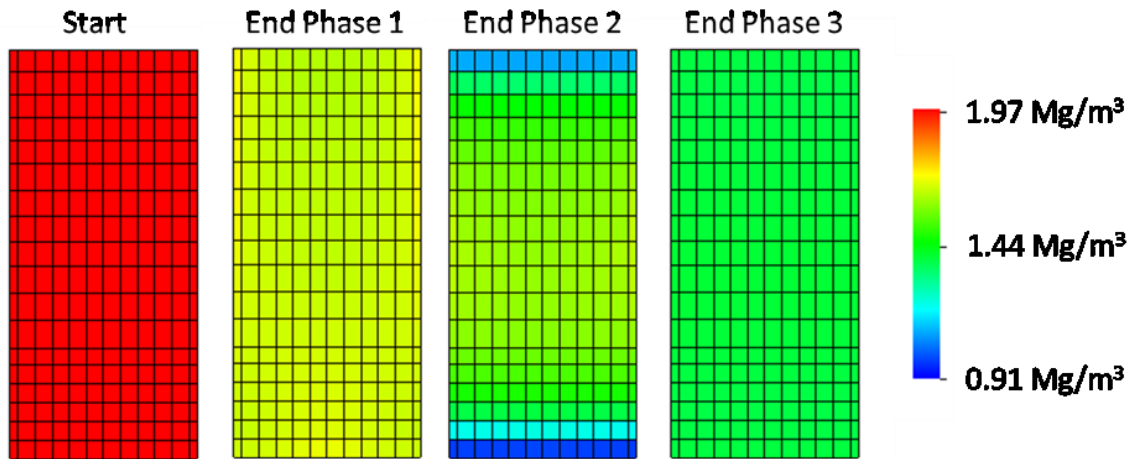 Start
End Phase 1
End Phase 2
End Phase 3
1.97 Mg/m³
1.44 Mg/m³
0.91 Mg/m³